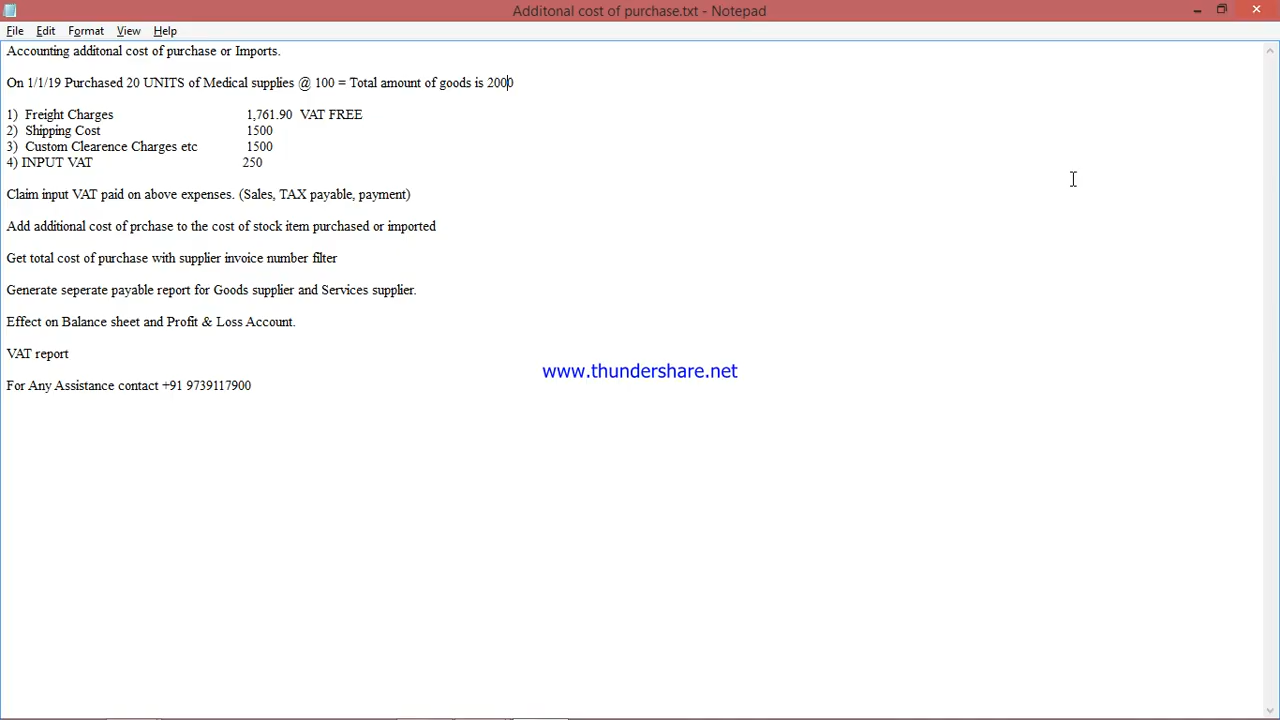 Additonal cost of purchase.txt - Notepad
File Edit Format View Help
Accounting additonal cost of purchase or Imports.
On 1/1/19 Purchased 20 UNITS of Medical supplies @ 100 = Total amount of goods is 2000
1) Freight Charges 1,761.90 VAT FREE
2) Shipping Cost 1500
3) Custom Clearence Charges etc 1500
4) INPUT VAT 250
Claim input VAT paid on above expenses. (Sales, TAX payable, payment)
Add additional cost of prchase to the cost of stock item purchased or imported
Get total cost of purchase with supplier invoice number filter
Generate seperate payable report for Goods supplier and Services supplier.
Effect on Balance sheet and Profit & Loss Account.
VAT report
www.thundershare.net
For Any Assistance contact +91 9739117900